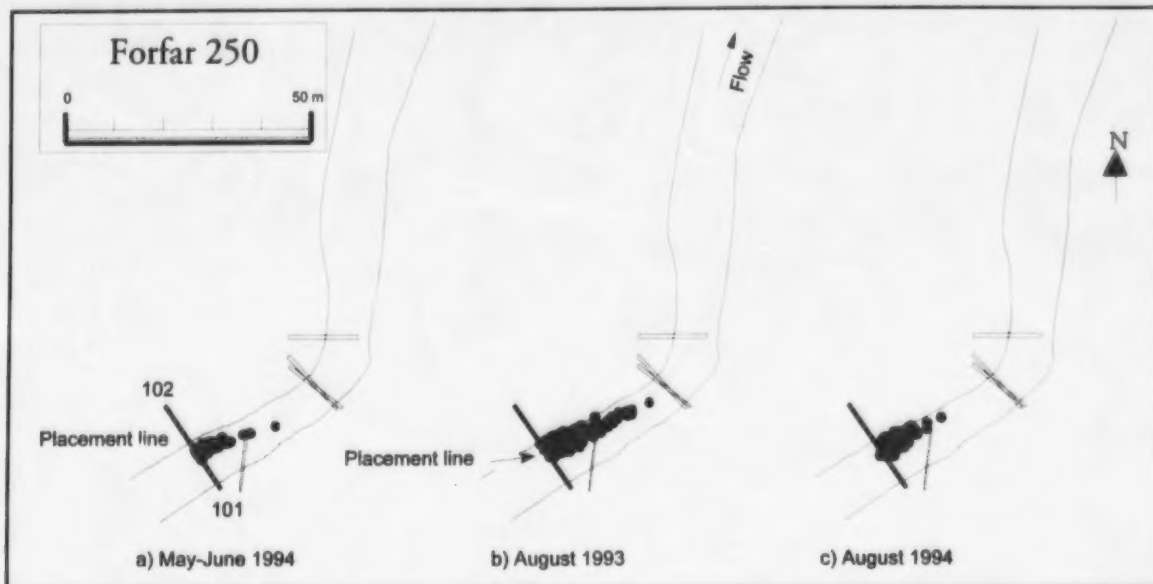 Forfar 250
0 50 m
Flow
N
102
Placement line
101
Placement line
a) May-June 1994
b) August 1993
c) August 1994